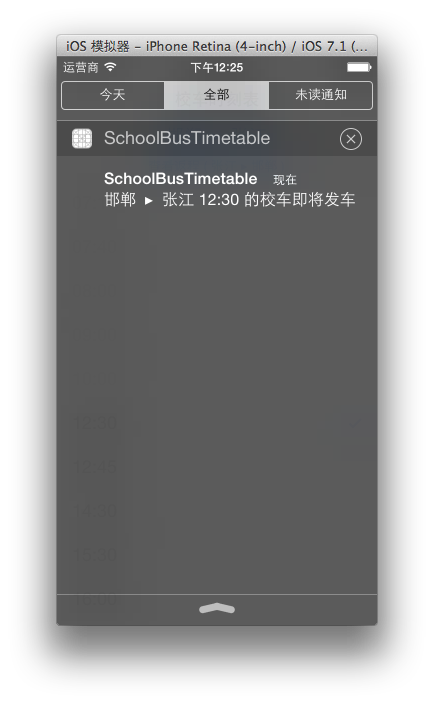 iOS 模拟器 – iPhone Retina (4-inch) / iOS 7.1 (...
运营商 下午12:25
今天 全部 未读通知
SchoolBusTimetable
SchoolBusTimetable 现在
邯郸 ▸ 张江 12:30 的校车即将发车